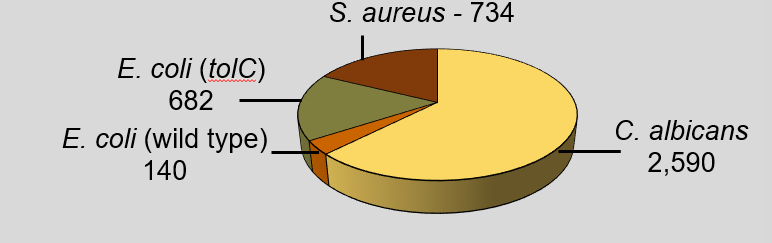 S. aureus - 734
E. coli (tolC)
682
E. coli (wild type)
140
C. albicans
2,590